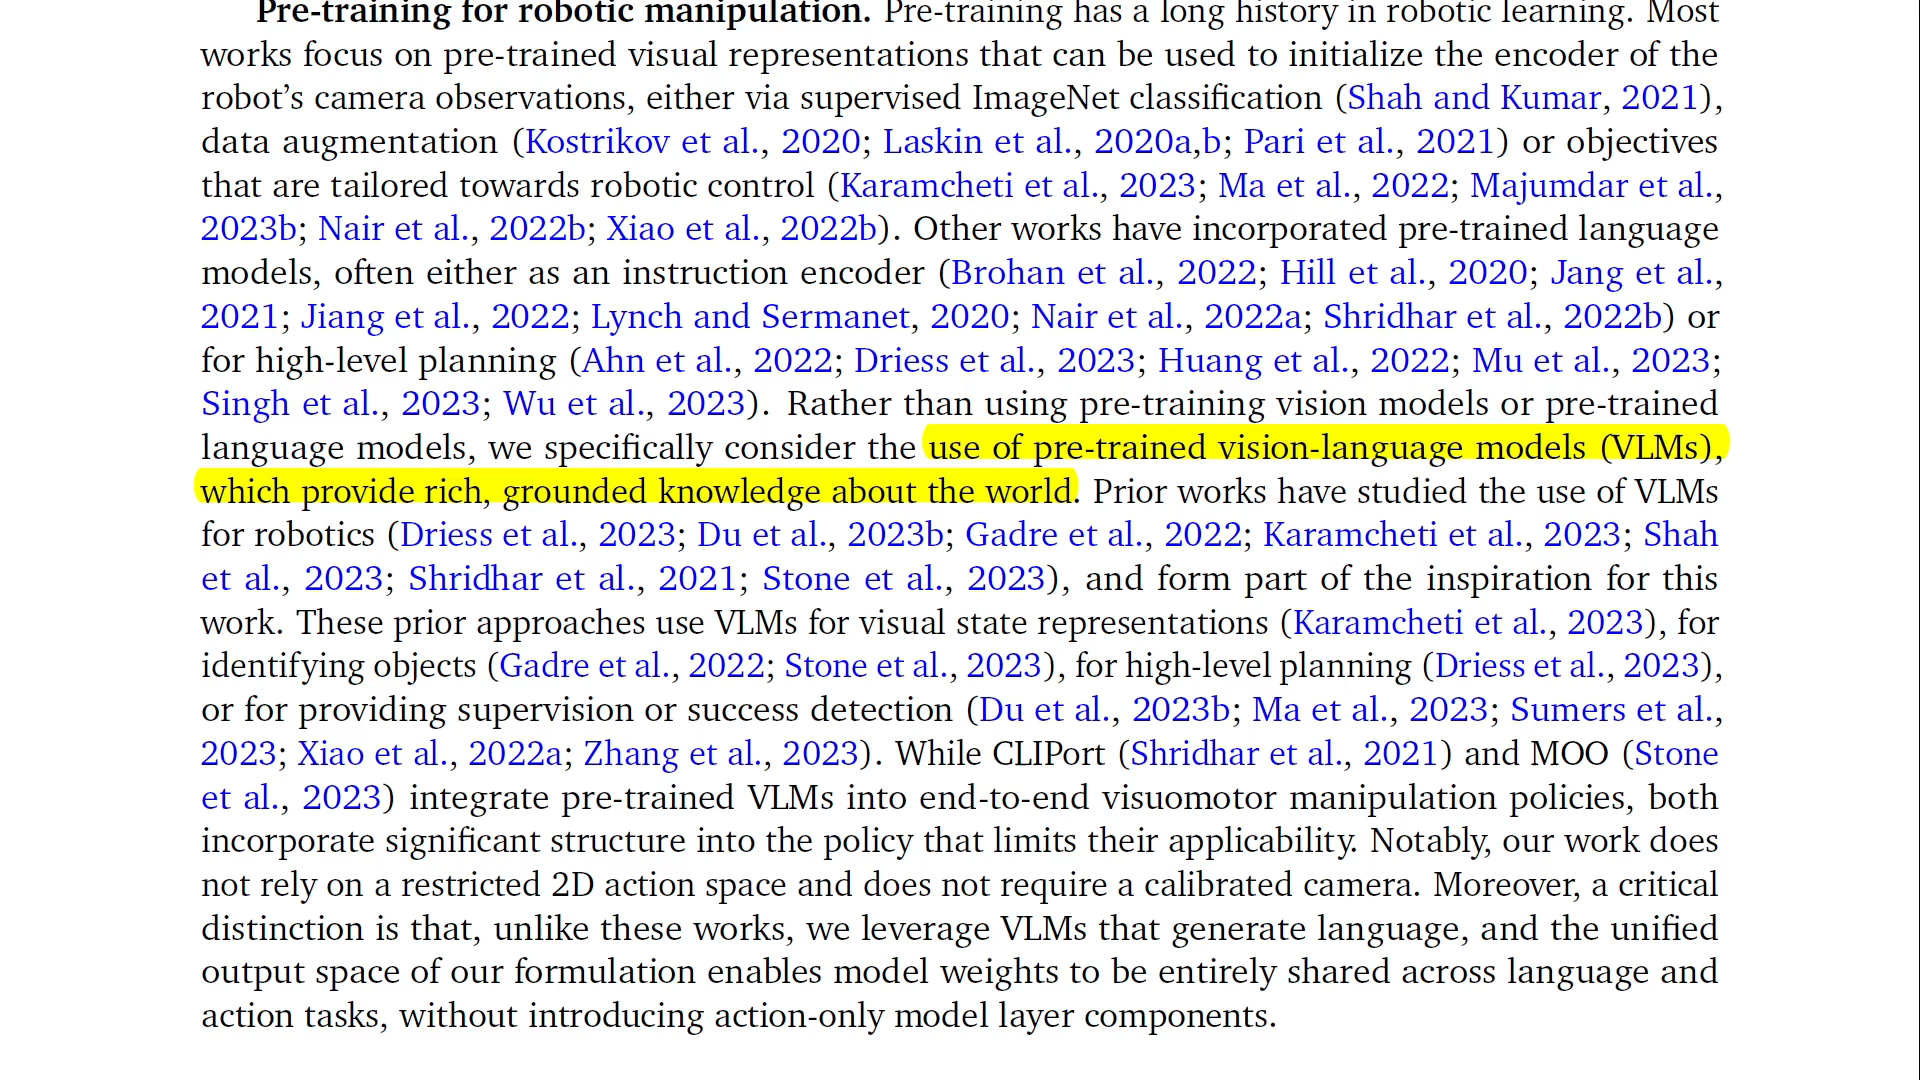 Pre-training for robotic manipulation. Pre-training has a long history in robotic learning. Most
works focus on pre-trained visual representations that can be used to initialize the encoder of the
robot’s camera observations, either via supervised ImageNet classification (Shah and Kumar, 2021),
data augmentation (Kostrikov et al., 2020; Laskin et al., 2020a,b; Pari et al., 2021) or objectives
that are tailored towards robotic control (Karamcheti et al., 2023; Ma et al., 2022; Majumdar et al.,
2023b; Nair et al., 2022b; Xiao et al., 2022b). Other works have incorporated pre-trained language
models, often either as an instruction encoder (Brohan et al., 2022; Hill et al., 2020; Jang et al.,
2021; Jiang et al., 2022; Lynch and Sermanet, 2020; Nair et al., 2022a; Shridhar et al., 2022b) or
for high-level planning (Ahn et al., 2022; Driess et al., 2023; Huang et al., 2022; Mu et al., 2023;
Singh et al., 2023; Wu et al., 2023). Rather than using pre-training vision models or pre-trained
language models, we specifically consider the use of pre-trained vision-language models (VLMs),
which provide rich, grounded knowledge about the world. Prior works have studied the use of VLMs
for robotics (Driess et al., 2023; Du et al., 2023b; Gadre et al., 2022; Karamcheti et al., 2023; Shah
et al., 2023; Shridhar et al., 2021; Stone et al., 2023), and form part of the inspiration for this
work. These prior approaches use VLMs for visual state representations (Karamcheti et al., 2023), for
identifying objects (Gadre et al., 2022; Stone et al., 2023), for high-level planning (Driess et al., 2023),
or for providing supervision or success detection (Du et al., 2023b; Ma et al., 2023; Sumers et al.,
2023; Xiao et al., 2022a; Zhang et al., 2023). While CLIPort (Shridhar et al., 2021) and MOO (Stone
et al., 2023) integrate pre-trained VLMs into end-to-end visuomotor manipulation policies, both
incorporate significant structure into the policy that limits their applicability. Notably, our work does
not rely on a restricted 2D action space and does not require a calibrated camera. Moreover, a critical
distinction is that, unlike these works, we leverage VLMs that generate language, and the unified
output space of our formulation enables model weights to be entirely shared across language and
action tasks, without introducing action-only model layer components.